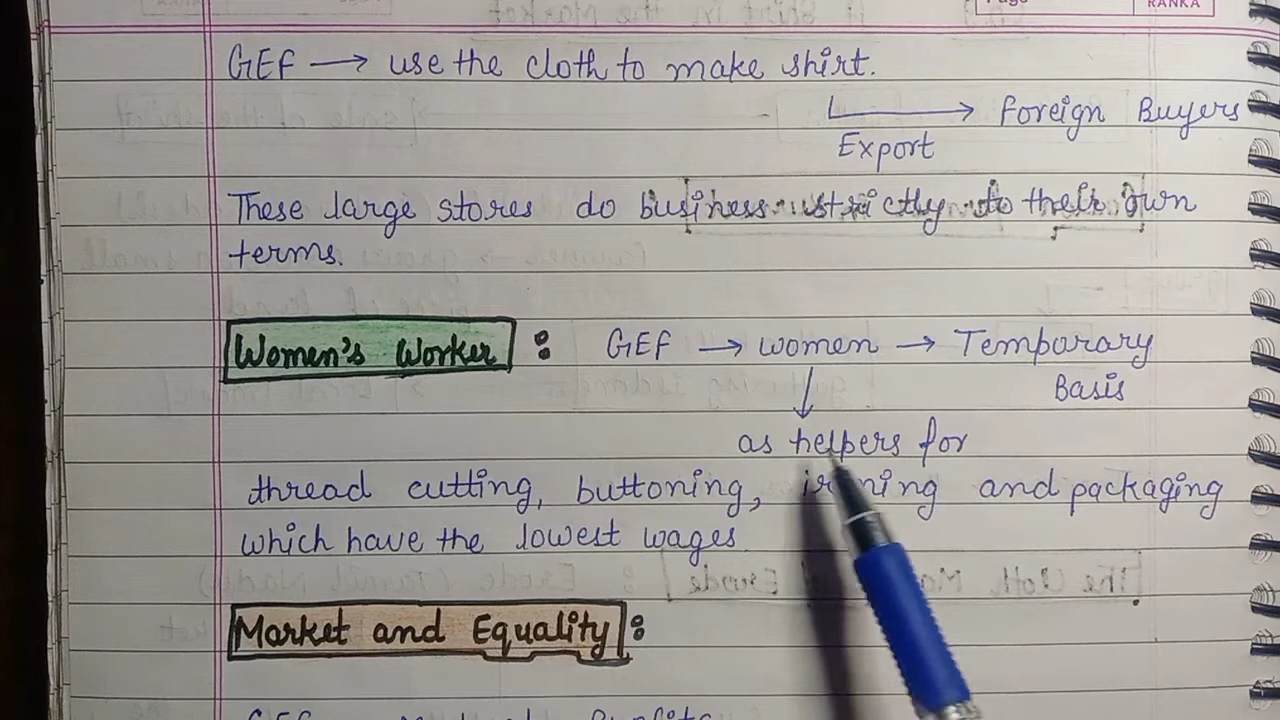 RANKA
GEF → use the cloth to make shirt.
→ Foreign Buyers
Export
These large stores do business strictly to their own
terms.
Women's Worker : GEF → women → Temparary
Basis
as helpers for
thread cutting, buttoning, ironing and packaging
which have the lowest wages
Market and Equality :